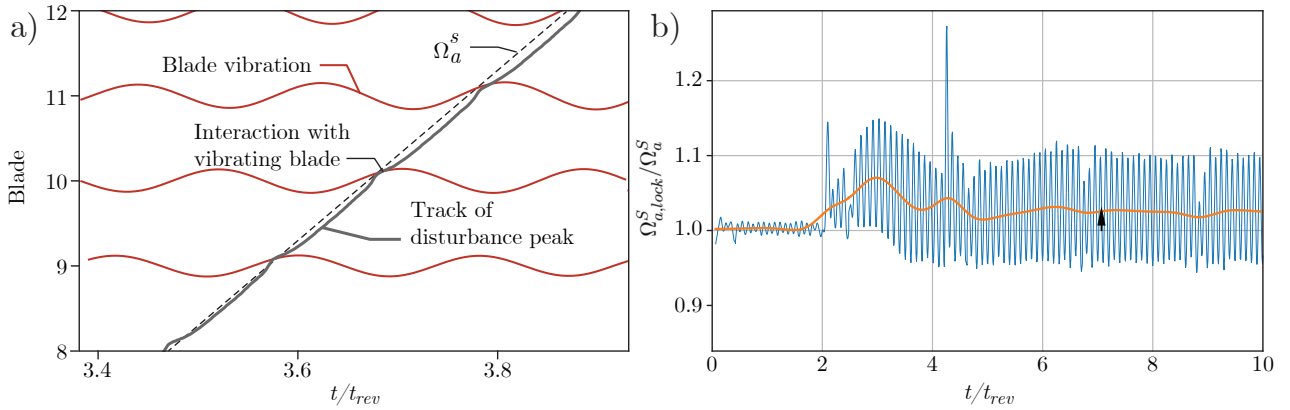 a)
12
11
10
9
8
Blade
Blade vibration
Ω_a^s
Interaction with
vibrating blade
Track of
disturbance peak
3.4
3.6
3.8
t/t_rev
b)
1.2
1.1
1.0
0.9
Ω_{a,lock}^S/Ω_a^S
0
2
4
6
8
10
t/t_rev